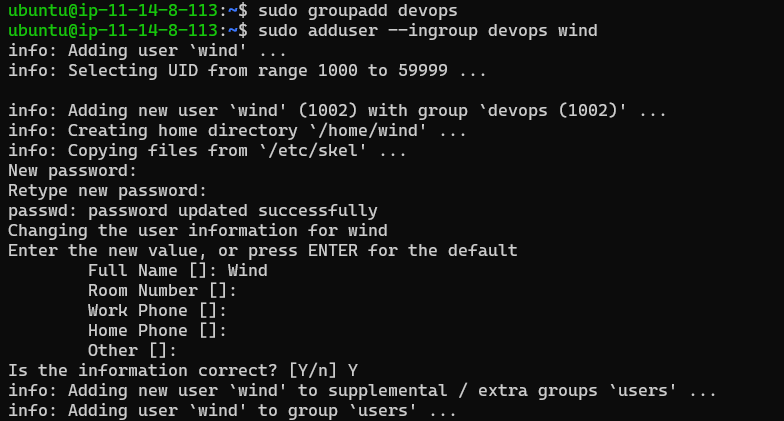 ubuntu@ip-11-14-8-113:~$ sudo groupadd devops
ubuntu@ip-11-14-8-113:~$ sudo adduser --ingroup devops wind
info: Adding user `wind' ...
info: Selecting UID from range 1000 to 59999 ...
info: Adding new user `wind' (1002) with group `devops (1002)' ...
info: Creating home directory `/home/wind' ...
info: Copying files from `/etc/skel' ...
New password:
Retype new password:
passwd: password updated successfully
Changing the user information for wind
Enter the new value, or press ENTER for the default
        Full Name []: Wind
        Room Number []:
        Work Phone []:
        Home Phone []:
        Other []:
Is the information correct? [Y/n] Y
info: Adding new user `wind' to supplemental / extra groups `users' ...
info: Adding user `wind' to group `users' ...